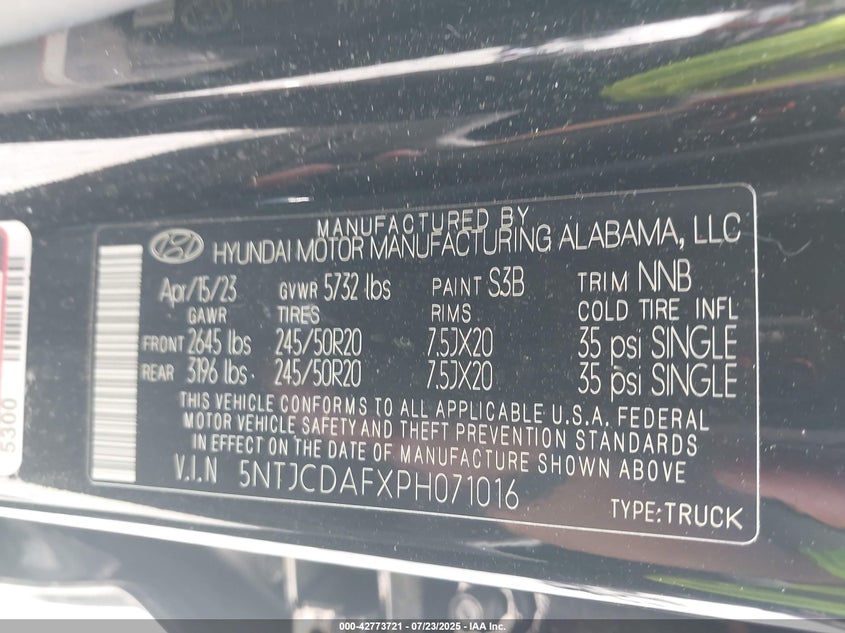 MANUFACTURED BY
HYUNDAI MOTOR MANUFACTURING ALABAMA, LLC
Apr/15/23 GVWR 5732 lbs PAINT S3B TRIM NNB
GAWR TIRES RIMS COLD TIRE INFL
FRONT 2645 lbs 245/50R20 7.5JX20 35 psi SINGLE
REAR 3196 lbs 245/50R20 7.5JX20 35 psi SINGLE
THIS VEHICLE CONFORMS TO ALL APPLICABLE U.S.A. FEDERAL
MOTOR VEHICLE SAFETY AND THEFT PREVENTION STANDARDS
IN EFFECT ON THE DATE OF MANUFACTURE SHOWN ABOVE.
V.I.N 5NTJCDAFXPH071016
TYPE:TRUCK
5300
000-42773721 - 07/23/2025 - IAA Inc.